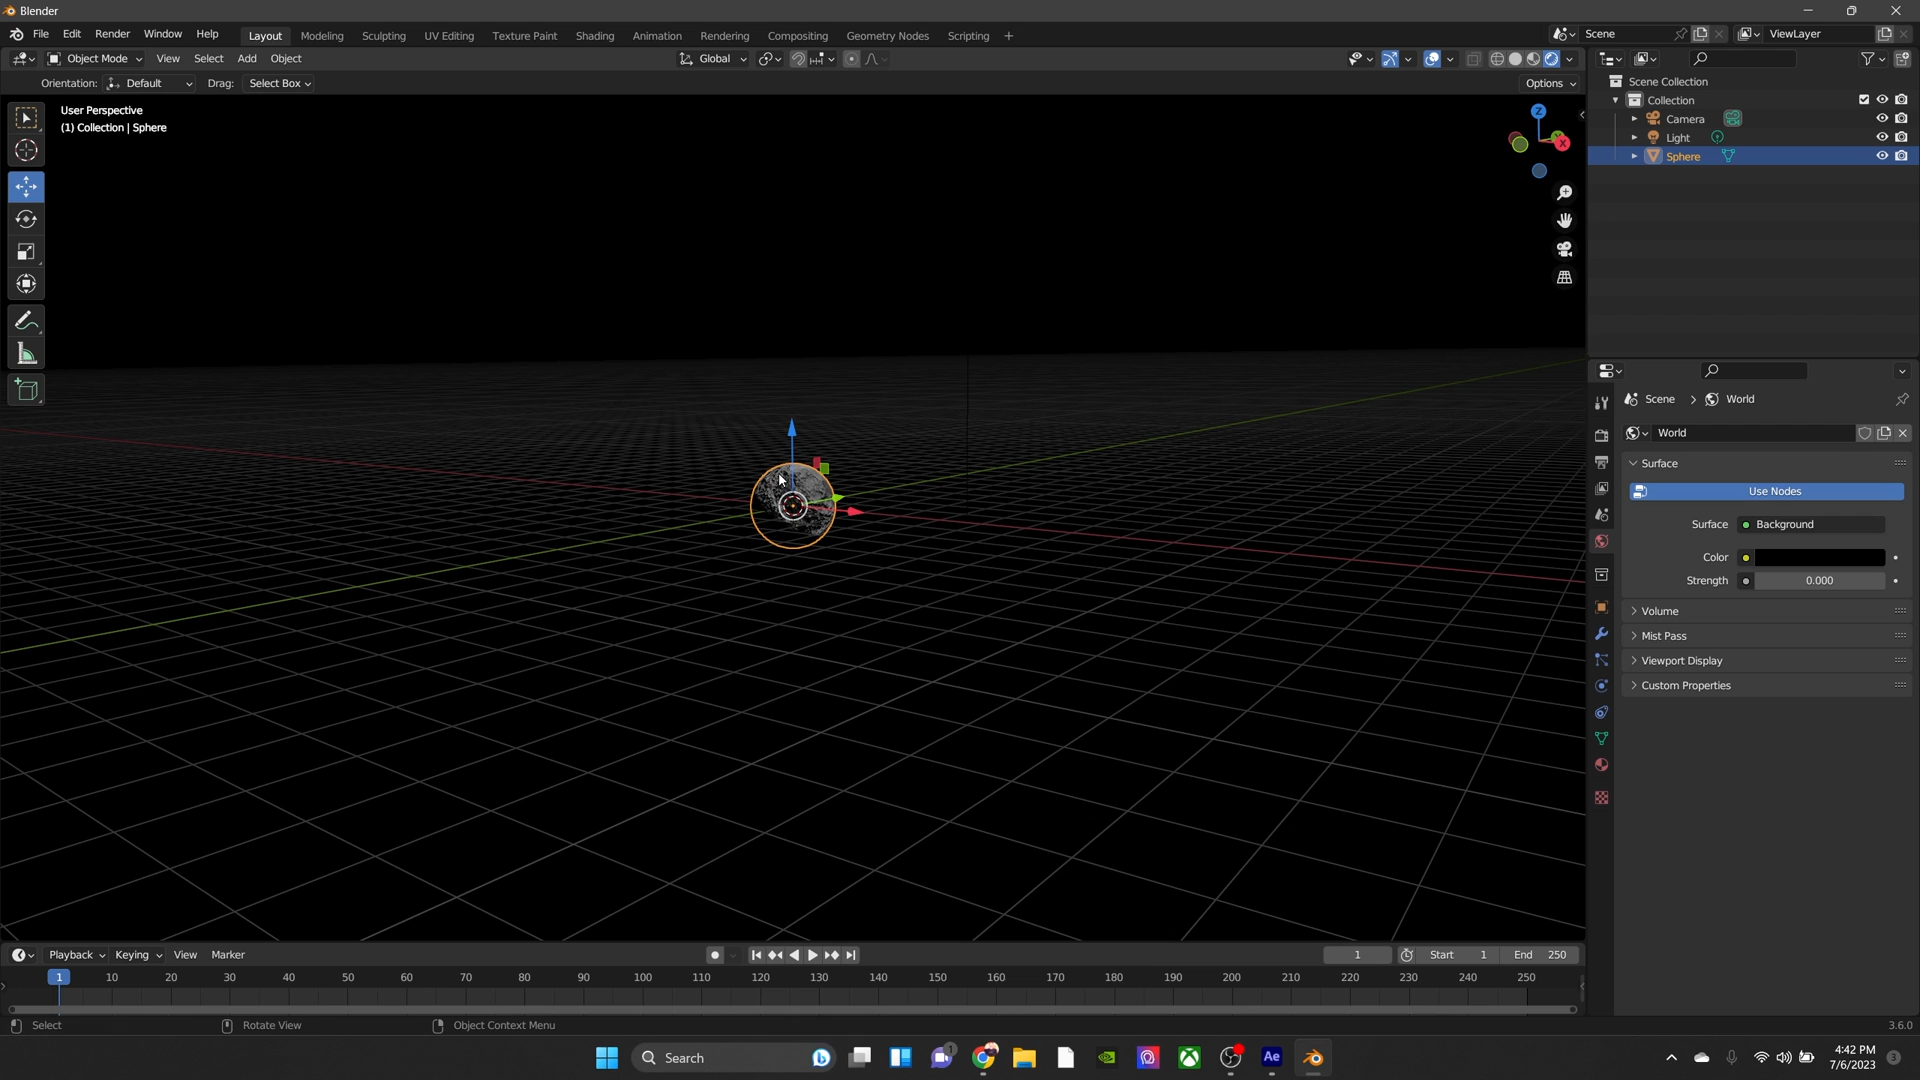 Blender
File Edit Render Window Help Layout Modeling Sculpting UV Editing Texture Paint Shading Animation Rendering Compositing Geometry Nodes Scripting + Scene ViewLayer
Object Mode View Select Add Object Global
Orientation: Default Drag: Select Box Options
User Perspective
(1) Collection | Sphere
Z
Y
X
Scene Collection
Collection
Camera
Light
Sphere
Scene > World
World
Surface
Use Nodes
Surface Background
Color
Strength 0.000
Volume
Mist Pass
Viewport Display
Custom Properties
Playback Keying View Marker 1 Start 1 End 250
1 10 20 30 40 50 60 70 80 90 100 110 120 130 140 150 160 170 180 190 200 210 220 230 240 250
Select Rotate View Object Context Menu 3.6.0
Search 1 Ae 4:42 PM
7/6/2023 3